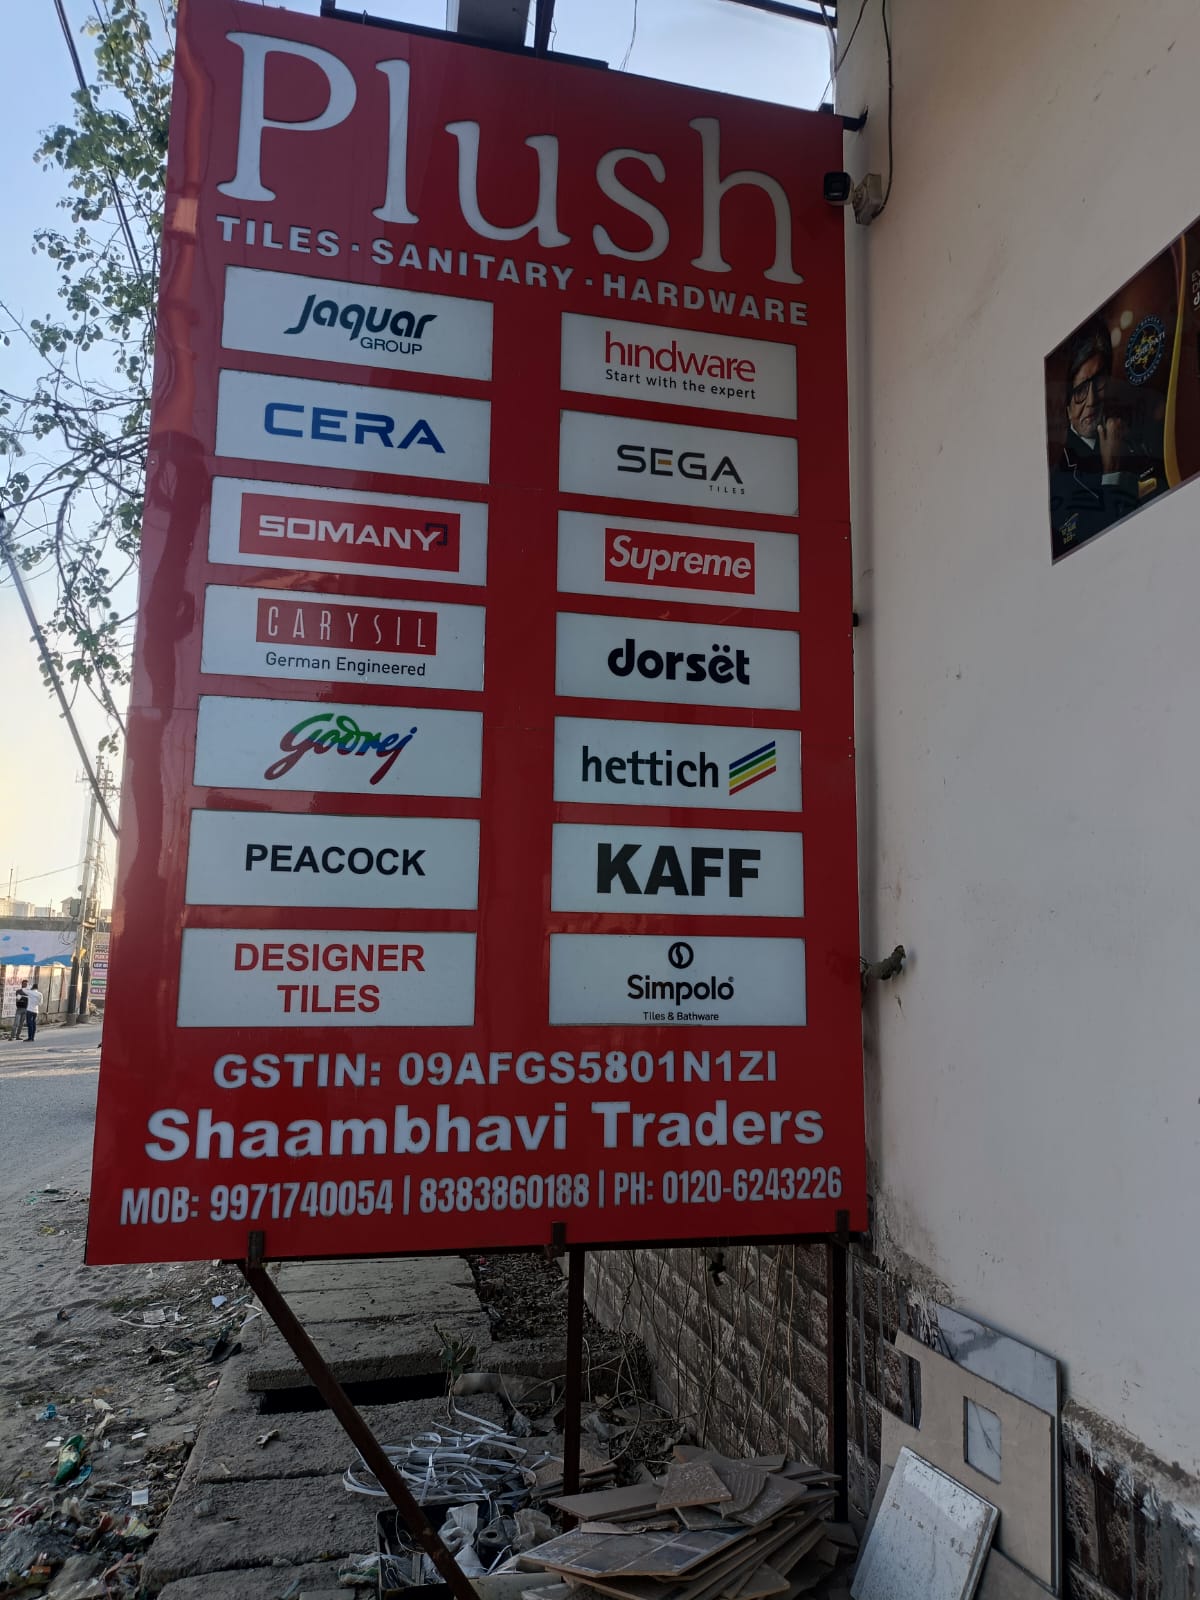 Plush
TILES · SANITARY · HARDWARE
Jaquar
GROUP
hindware
Start with the expert
CERA
SEGA
TILES
SOMANY
Supreme
CARYSIL
German Engineered
dorsët
Godrej
hettich
PEACOCK
KAFF
DESIGNER
TILES
Simpolo®
Tiles & Bathware
GSTIN: 09AFGS5801N1ZI
Shaambhavi Traders
MOB: 9971740054 | 8383860188 | PH: 0120-6243226